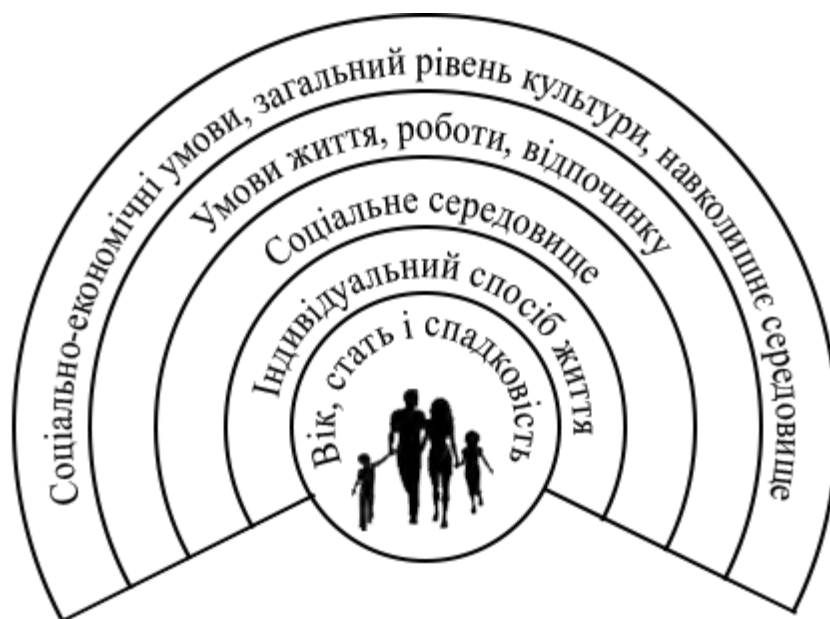 Соціально-економічні умови, загальний рівень культури, навколишнє середовище
Умови життя, роботи, відпочинку
Соціальне середовище
Індивідуальний спосіб життя
Вік, стать і спадковість